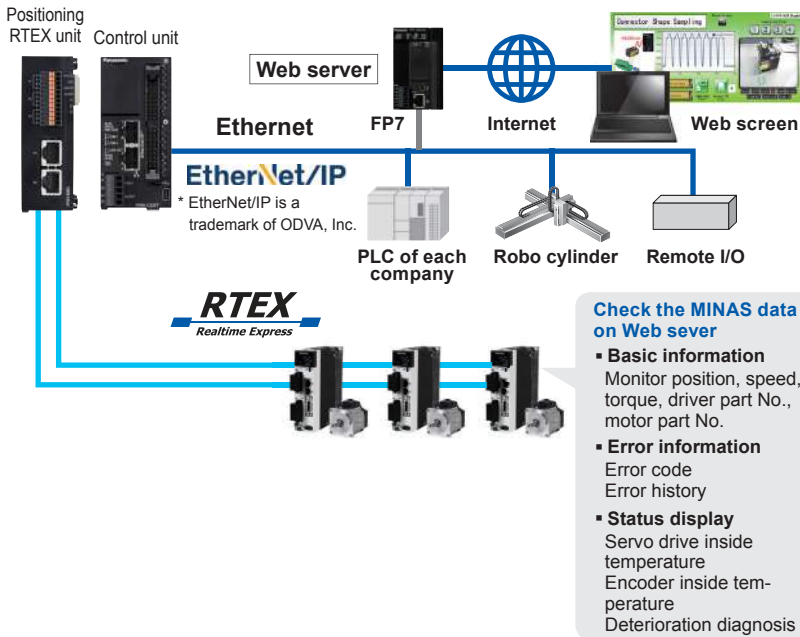 Positioning
RTEX unit
Control unit
Web server
Ethernet
FP7
Internet
Connector Shape Sampling
Web screen
EtherNet/IP
* EtherNet/IP is a
trademark of ODVA, Inc.
PLC of each
company
Robo cylinder
Remote I/O
RTEX
Realtime Express
Check the MINAS data
on Web sever
▪ Basic information
Monitor position, speed,
torque, driver part No.,
motor part No.
▪ Error information
Error code
Error history
▪ Status display
Servo drive inside
temperature
Encoder inside tem-
perature
Deterioration diagnosis